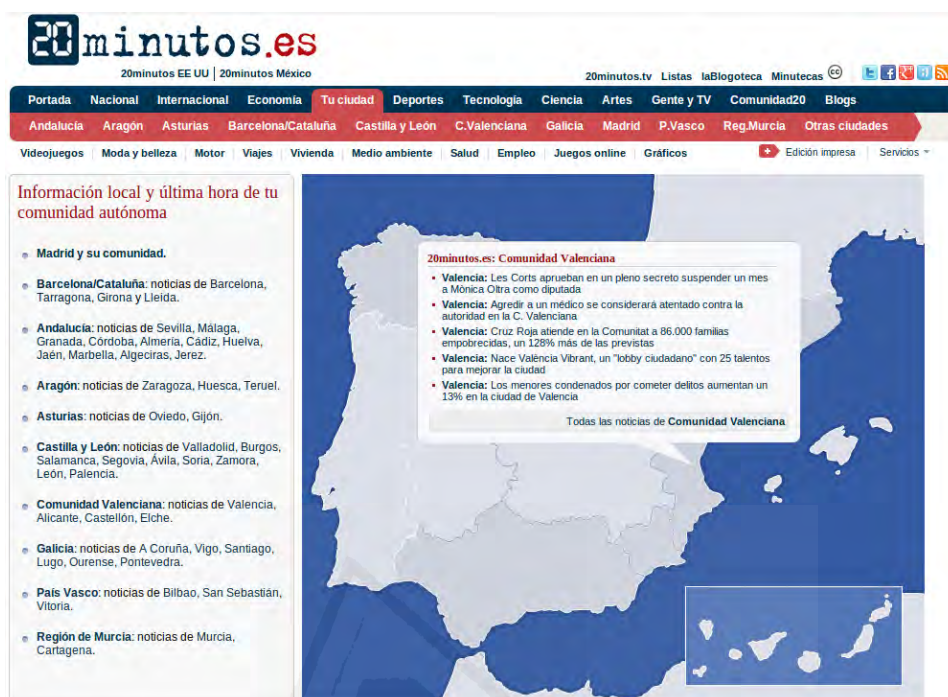 20minutos.es
20minutos EE UU | 20minutos México
20minutos.tv Listas laBlogoteca Minutecas
Portada Nacional Internacional Economía Tu ciudad Deportes Tecnología Ciencia Artes Gente y TV Comunidad20 Blogs
Andalucía Aragón Asturias Barcelona/Cataluña Castilla y León C.Valenciana Galicia Madrid P.Vasco Reg.Murcia Otras ciudades
Videojuegos Moda y belleza Motor Viajes Vivienda Medio ambiente Salud Empleo Juegos online Gráficos Edición impresa Servicios
Información local y última hora de tu
comunidad autónoma
Madrid y su comunidad.
Barcelona/Cataluña: noticias de Barcelona,
Tarragona, Girona y Lleida.
Andalucía: noticias de Sevilla, Málaga,
Granada, Córdoba, Almería, Cádiz, Huelva,
Jaén, Marbella, Algeciras, Jerez.
Aragón: noticias de Zaragoza, Huesca, Teruel.
Asturias: noticias de Oviedo, Gijón.
Castilla y León: noticias de Valladolid, Burgos,
Salamanca, Segovia, Ávila, Soria, Zamora,
León, Palencia.
Comunidad Valenciana: noticias de Valencia,
Alicante, Castellón, Elche.
Galicia: noticias de A Coruña, Vigo, Santiago,
Lugo, Ourense, Pontevedra.
País Vasco: noticias de Bilbao, San Sebastián,
Vitoria.
Región de Murcia: noticias de Murcia,
Cartagena.
20minutos.es: Comunidad Valenciana
Valencia: Les Corts aprueban en un pleno secreto suspender un mes
a Mònica Oltra como diputada
Valencia: Agredir a un médico se considerará atentado contra la
autoridad en la C. Valenciana
Valencia: Cruz Roja atiende en la Comunitat a 86.000 familias
empobrecidas, un 128% más de las previstas
Valencia: Nace València Vibrant, un "lobby ciudadano" con 25 talentos
para mejorar la ciudad
Valencia: Los menores condenados por cometer delitos aumentan un
13% en la ciudad de Valencia
Todas las noticias de Comunidad Valenciana